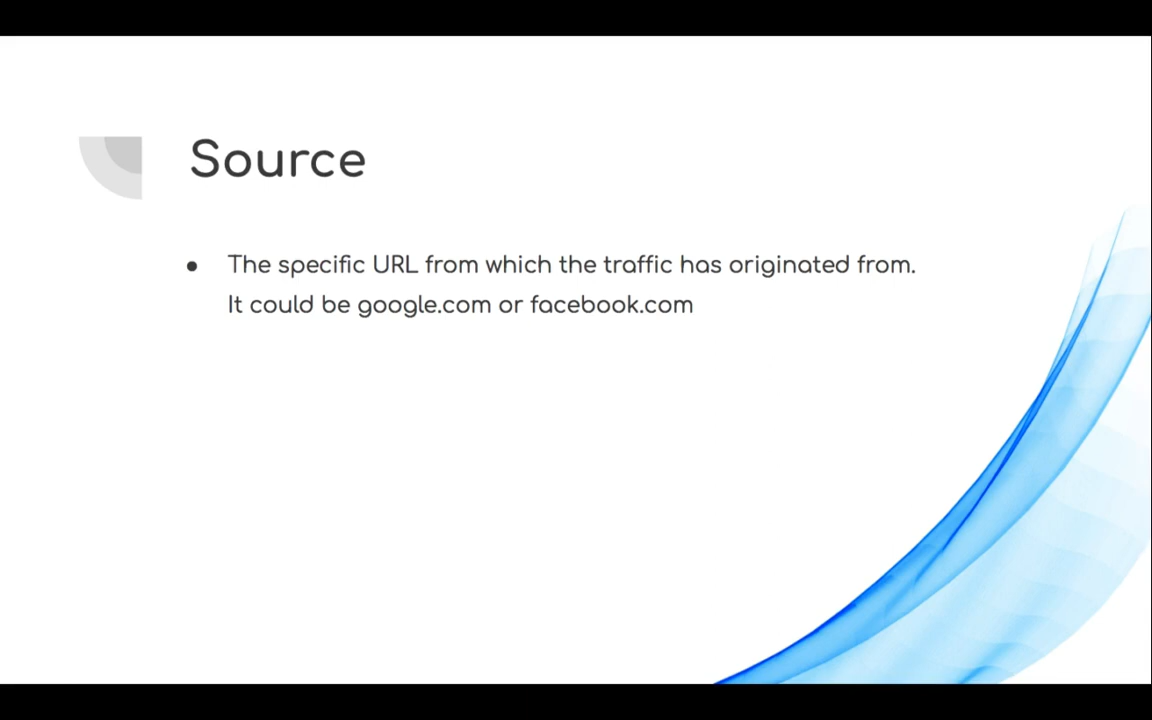 Source
● The specific URL from which the traffic has originated from.
It could be google.com or facebook.com